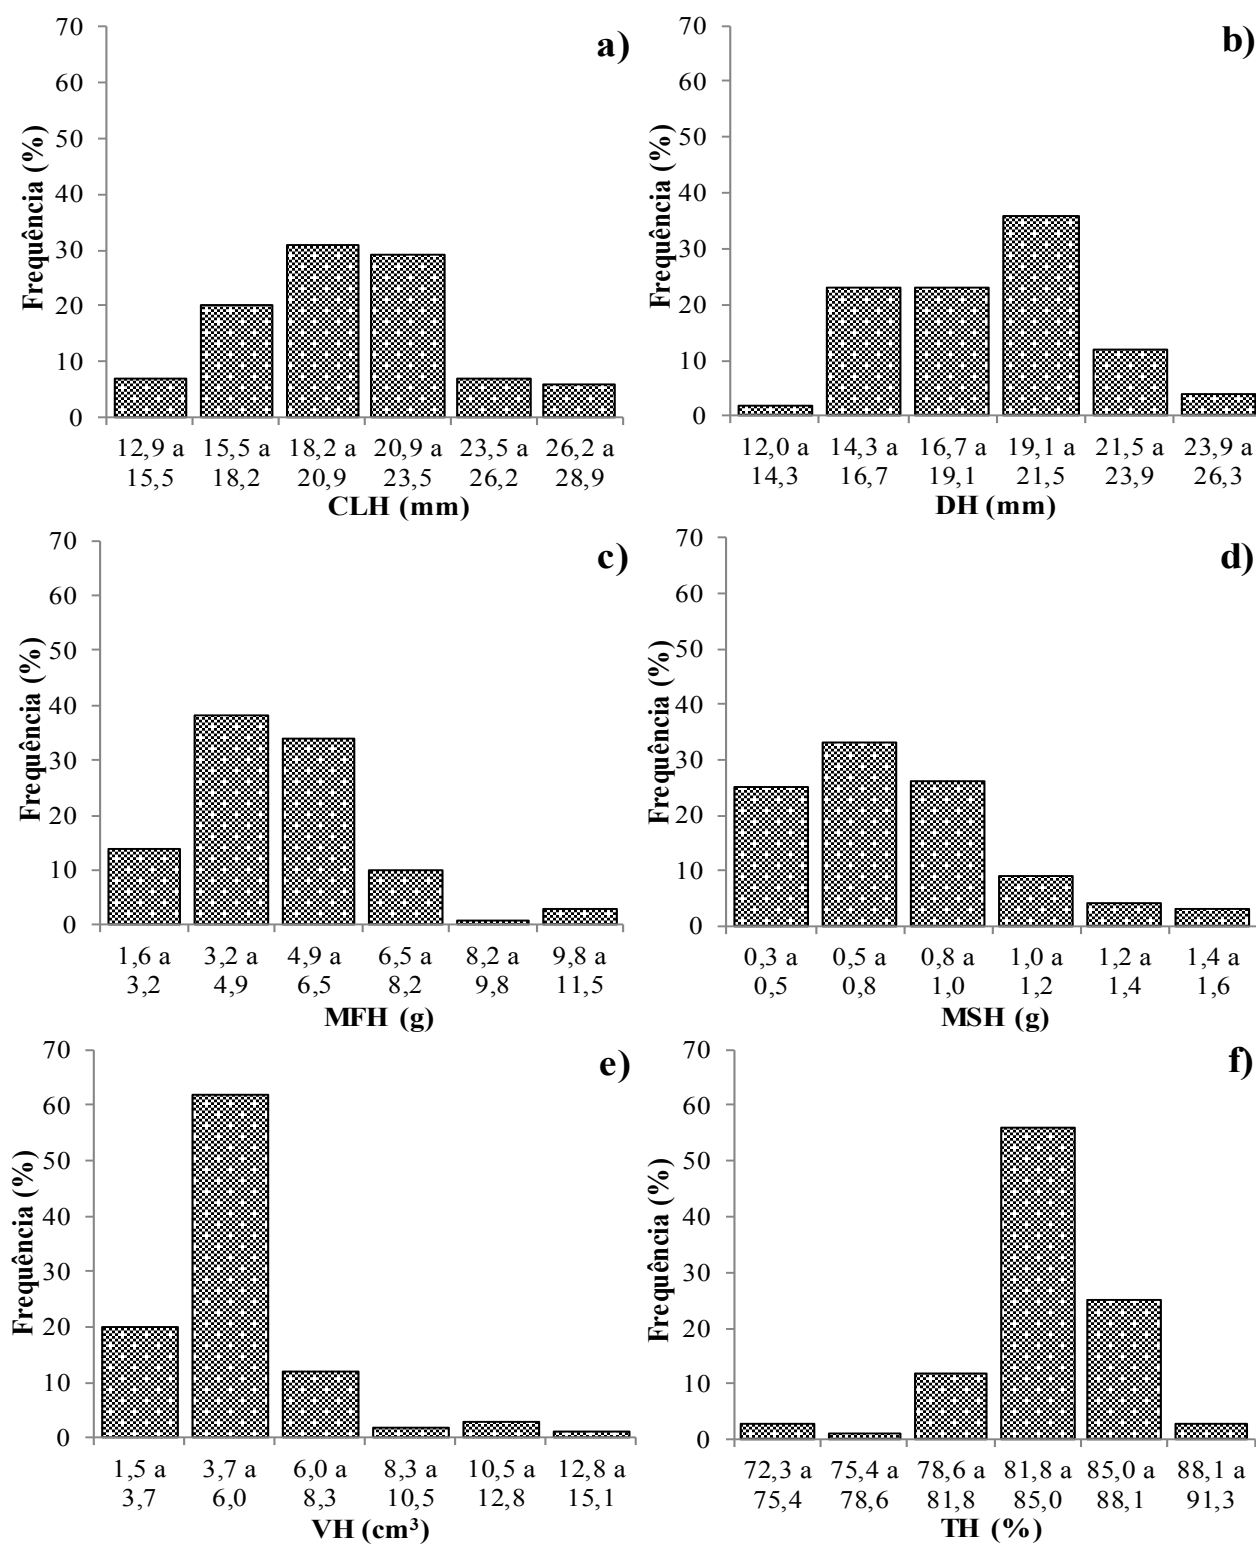 a)
Frequência (%)
70
60
50
40
30
20
10
0
12,9 a 15,5 a 18,2 a 20,9 a 23,5 a 26,2 a
15,5 18,2 20,9 23,5 26,2 28,9
CLH (mm)
b)
Frequência (%)
70
60
50
40
30
20
10
0
12,0 a 14,3 a 16,7 a 19,1 a 21,5 a 23,9 a
14,3 16,7 19,1 21,5 23,9 26,3
DH (mm)
c)
Frequência (%)
70
60
50
40
30
20
10
0
1,6 a 3,2 a 4,9 a 6,5 a 8,2 a 9,8 a
3,2 4,9 6,5 8,2 9,8 11,5
MFH (g)
d)
Frequência (%)
70
60
50
40
30
20
10
0
0,3 a 0,5 a 0,8 a 1,0 a 1,2 a 1,4 a
0,5 0,8 1,0 1,2 1,4 1,6
MSH (g)
e)
Frequência (%)
70
60
50
40
30
20
10
0
1,5 a 3,7 a 6,0 a 8,3 a 10,5 a 12,8 a
3,7 6,0 8,3 10,5 12,8 15,1
VH (cm³)
f)
Frequência (%)
70
60
50
40
30
20
10
0
72,3 a 75,4 a 78,6 a 81,8 a 85,0 a 88,1 a
75,4 78,6 81,8 85,0 88,1 91,3
TH (%)